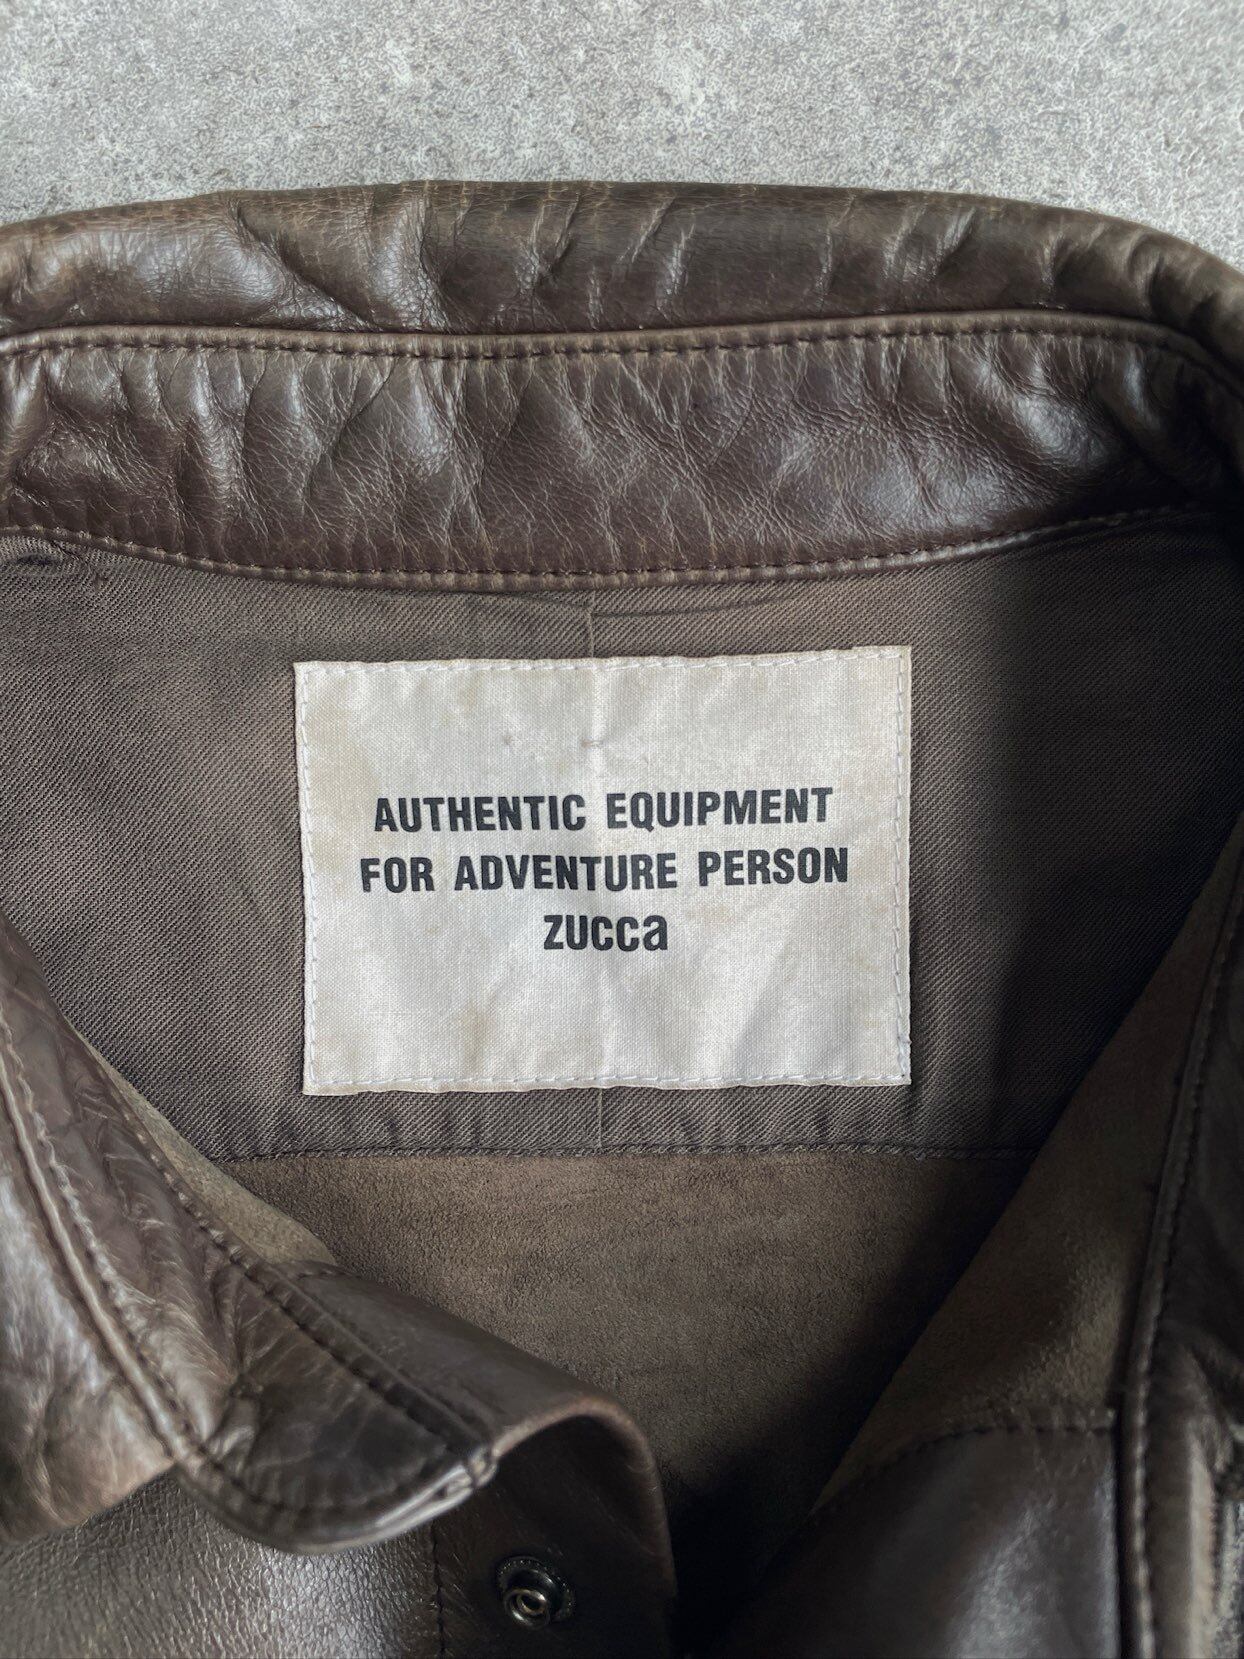 AUTHENTIC EQUIPMENT
FOR ADVENTURE PERSON
zucca